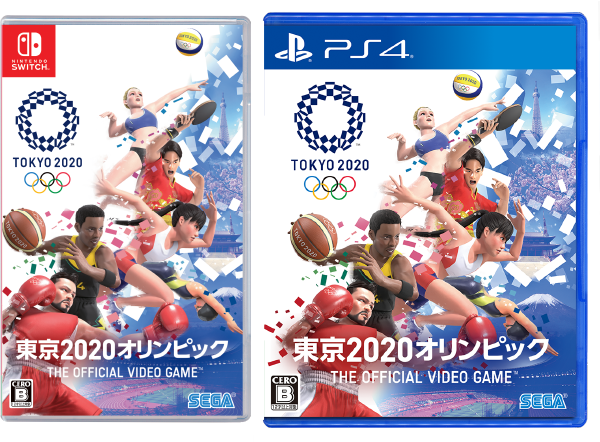 NINTENDO
SWITCH
TOKYO 2020
東京2020オリンピック
THE OFFICIAL VIDEO GAME™
CERO
B
SEGA
PS4
TOKYO 2020
東京2020オリンピック
THE OFFICIAL VIDEO GAME™
CERO
B
SEGA